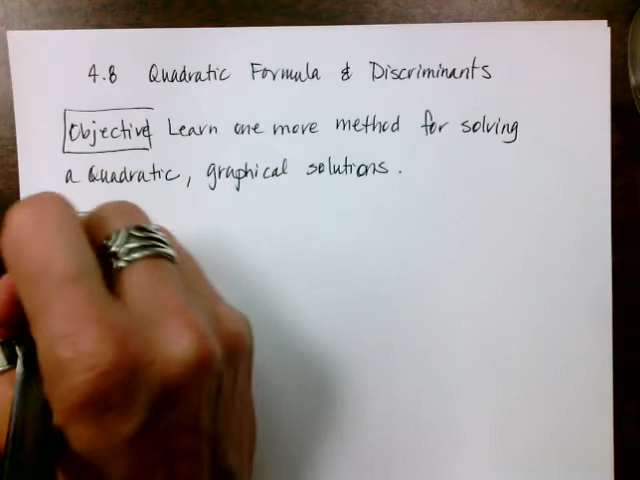 4.8 Quadratic Formula & Discriminants
Objective Learn one more method for solving
a Quadratic, graphical solutions.